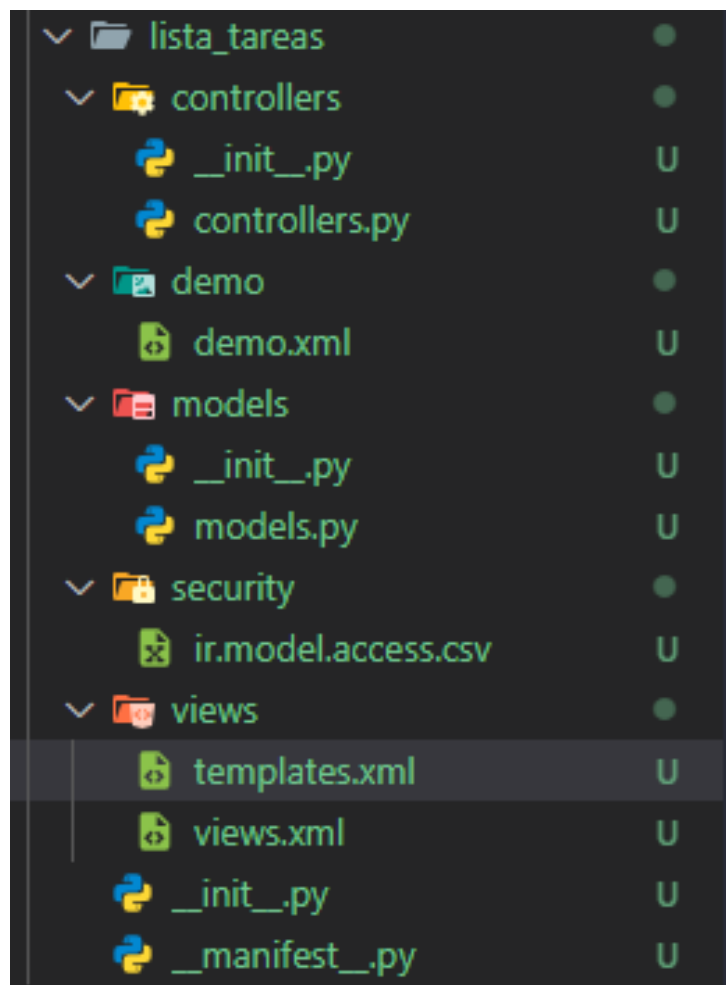 lista_tareas
controllers
__init__.py U
controllers.py U
demo
demo.xml U
models
__init__.py U
models.py U
security
ir.model.access.csv U
views
templates.xml U
views.xml U
__init__.py U
__manifest__.py U